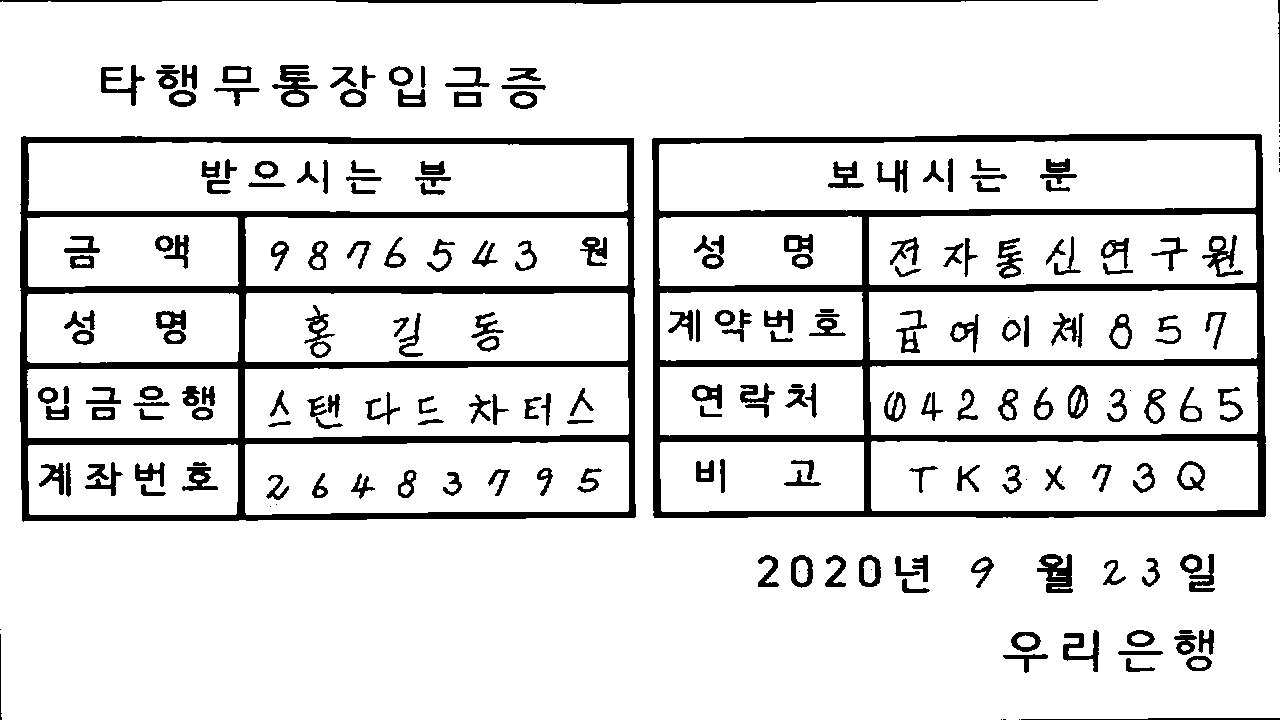 타행무통장입금증
받으시는 분
금 액 9876543 원
성 명 홍길동
입금은행 스탠다드차터스
계좌번호 26483795
보내시는 분
성 명 전자통신연구원
계약번호 급여이체857
연락처 0428603865
비 고 TK3X73Q
2020년 9 월 23일
우리은행